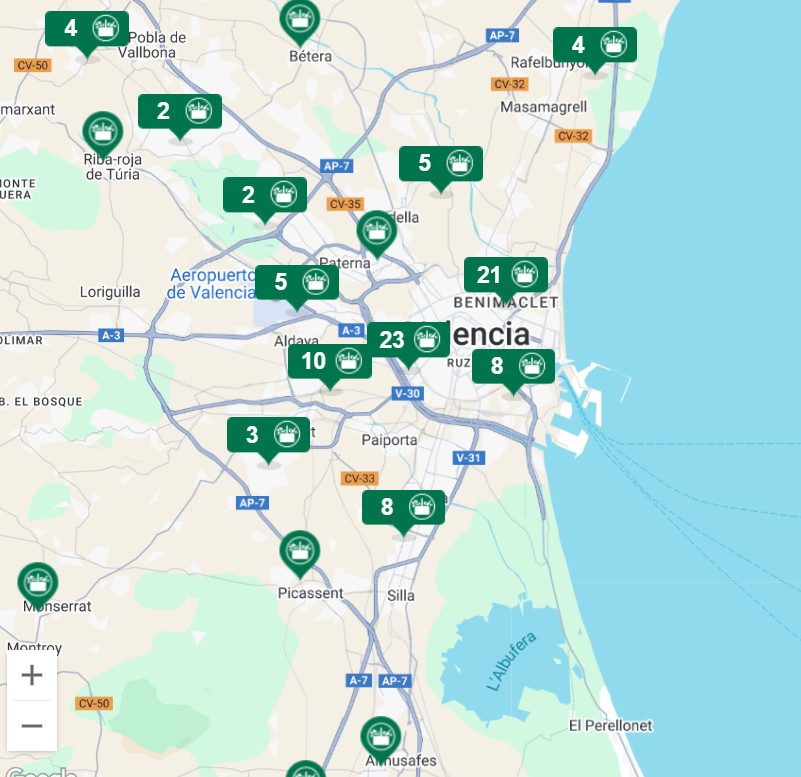 4
Pobla de
Vallbona
AP-7
4
Bétera
Rafelbunyol
CV-50
CV-32
marxant
2
Masamagrell
CV-32
Riba-roja
de Túria
AP-7
5
MONTE
UERA
2
CV-35
della
Paterna
Aeropuerto
de Valencia
5
21
Loriguilla
BENIMACLET
A-3
A-3
OLIMAR
Aldaya
23
lencia
10
RUZ
8
V-30
B. EL BOSQUE
3
t
Paiporta
V-31
CV-33
AP-7
8
a
Picassent
Silla
Monserrat
Montroy
L'Albufera
+
A-7
AP-7
CV-50
−
El Perellonet
Almusafes
Google